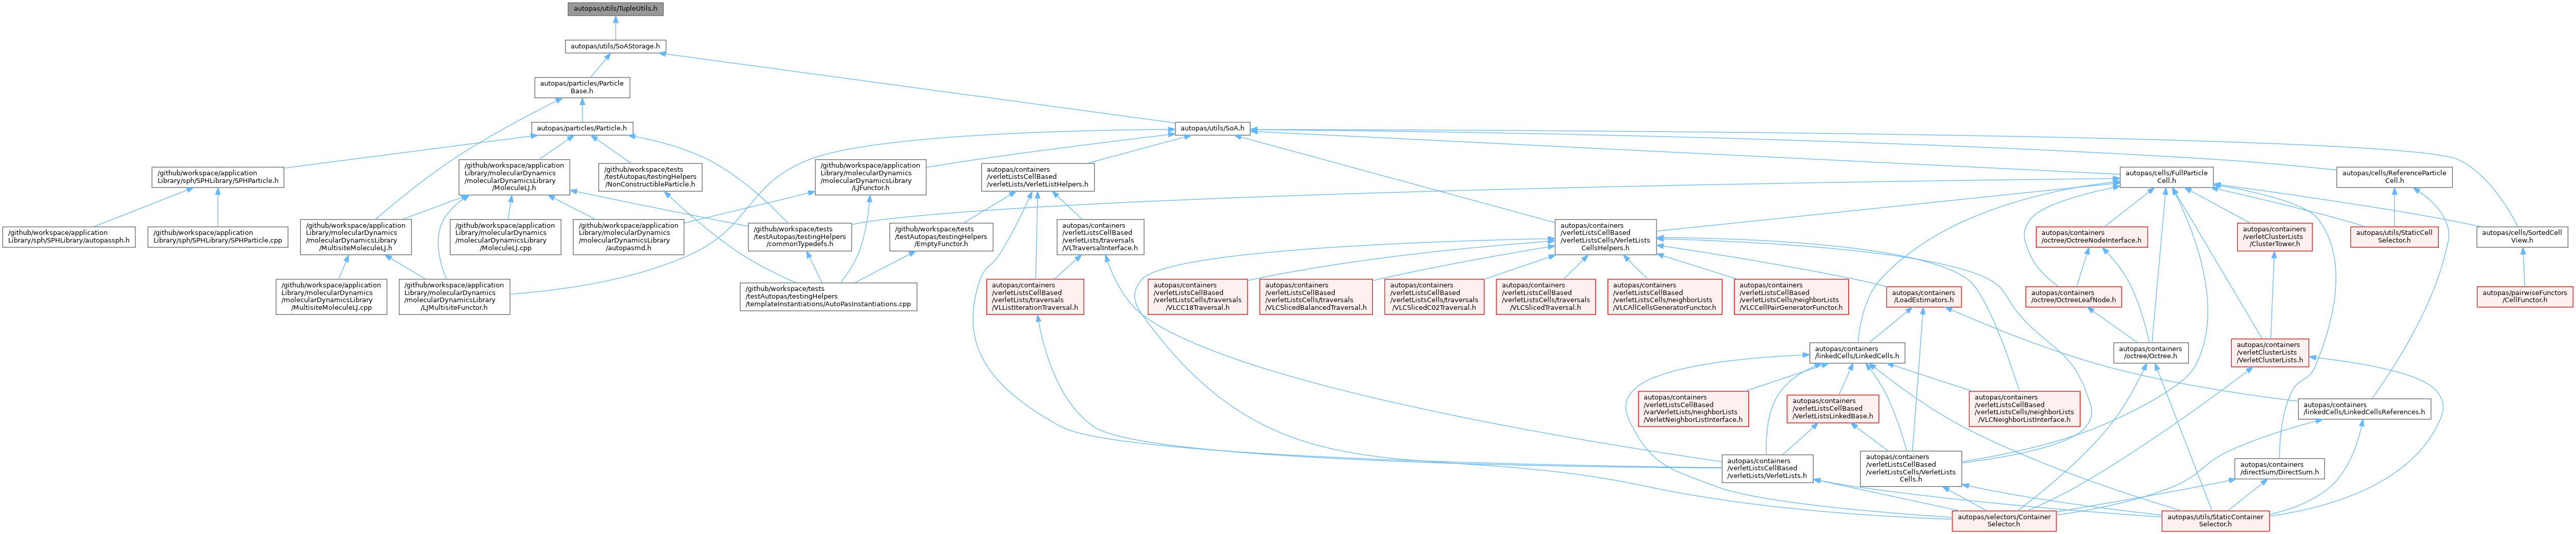 autopas/utils/TupleUtils.h
autopas/utils/SoAStorage.h
autopas/particles/Particle
Base.h
autopas/particles/Particle.h
autopas/utils/SoA.h
/github/workspace/application
Library/sph/SPHLibrary/SPHParticle.h
/github/workspace/application
Library/molecularDynamics
/molecularDynamicsLibrary
/MoleculeLJ.h
/github/workspace/tests
/testAutopas/testingHelpers
/NonConstructibleParticle.h
/github/workspace/application
Library/molecularDynamics
/molecularDynamicsLibrary
/LJFunctor.h
autopas/containers
/verletListsCellBased
/verletLists/VerletListHelpers.h
autopas/cells/FullParticle
Cell.h
autopas/cells/ReferenceParticle
Cell.h
/github/workspace/application
Library/sph/SPHLibrary/autopassph.h
/github/workspace/application
Library/sph/SPHLibrary/SPHParticle.cpp
/github/workspace/application
Library/molecularDynamics
/molecularDynamicsLibrary
/MultisiteMoleculeLJ.h
/github/workspace/application
Library/molecularDynamics
/molecularDynamicsLibrary
/MoleculeLJ.cpp
/github/workspace/application
Library/molecularDynamics
/molecularDynamicsLibrary
/autopasmd.h
/github/workspace/tests
/testAutopas/testingHelpers
/commonTypedefs.h
/github/workspace/tests
/testAutopas/testingHelpers
/EmptyFunctor.h
autopas/containers
/verletListsCellBased
/verletLists/traversals
/VLTraversalInterface.h
autopas/containers
/verletListsCellBased
/verletListsCells/VerletLists
CellsHelpers.h
autopas/containers
/octree/OctreeNodeInterface.h
autopas/containers
/verletClusterLists
/ClusterTower.h
autopas/utils/StaticCell
Selector.h
autopas/cells/SortedCell
View.h
/github/workspace/application
Library/molecularDynamics
/molecularDynamicsLibrary
/MultisiteMoleculeLJ.cpp
/github/workspace/application
Library/molecularDynamics
/molecularDynamicsLibrary
/LJMultisiteFunctor.h
/github/workspace/tests
/testAutopas/testingHelpers
/templateInstantiations/AutoPasInstantiations.cpp
autopas/containers
/verletListsCellBased
/verletLists/traversals
/VLListIterationTraversal.h
autopas/containers
/verletListsCellBased
/verletListsCells/traversals
/VLCC18Traversal.h
autopas/containers
/verletListsCellBased
/verletListsCells/traversals
/VLCSlicedBalancedTraversal.h
autopas/containers
/verletListsCellBased
/verletListsCells/traversals
/VLCSlicedC02Traversal.h
autopas/containers
/verletListsCellBased
/verletListsCells/traversals
/VLCSlicedTraversal.h
autopas/containers
/verletListsCellBased
/verletListsCells/neighborLists
/VLCAllCellsGeneratorFunctor.h
autopas/containers
/verletListsCellBased
/verletListsCells/neighborLists
/VLCCellPairGeneratorFunctor.h
autopas/containers
/LoadEstimators.h
autopas/containers
/octree/OctreeLeafNode.h
autopas/pairwiseFunctors
/CellFunctor.h
autopas/containers
/linkedCells/LinkedCells.h
autopas/containers
/octree/Octree.h
autopas/containers
/verletClusterLists
/VerletClusterLists.h
autopas/containers
/verletListsCellBased
/varVerletLists/neighborLists
/VerletNeighborListInterface.h
autopas/containers
/verletListsCellBased
/VerletListsLinkedBase.h
autopas/containers
/verletListsCellBased
/verletListsCells/neighborLists
/VLCNeighborListInterface.h
autopas/containers
/linkedCells/LinkedCellsReferences.h
autopas/containers
/verletListsCellBased
/verletLists/VerletLists.h
autopas/containers
/verletListsCellBased
/verletListsCells/VerletLists
Cells.h
autopas/containers
/directSum/DirectSum.h
autopas/selectors/Container
Selector.h
autopas/utils/StaticContainer
Selector.h